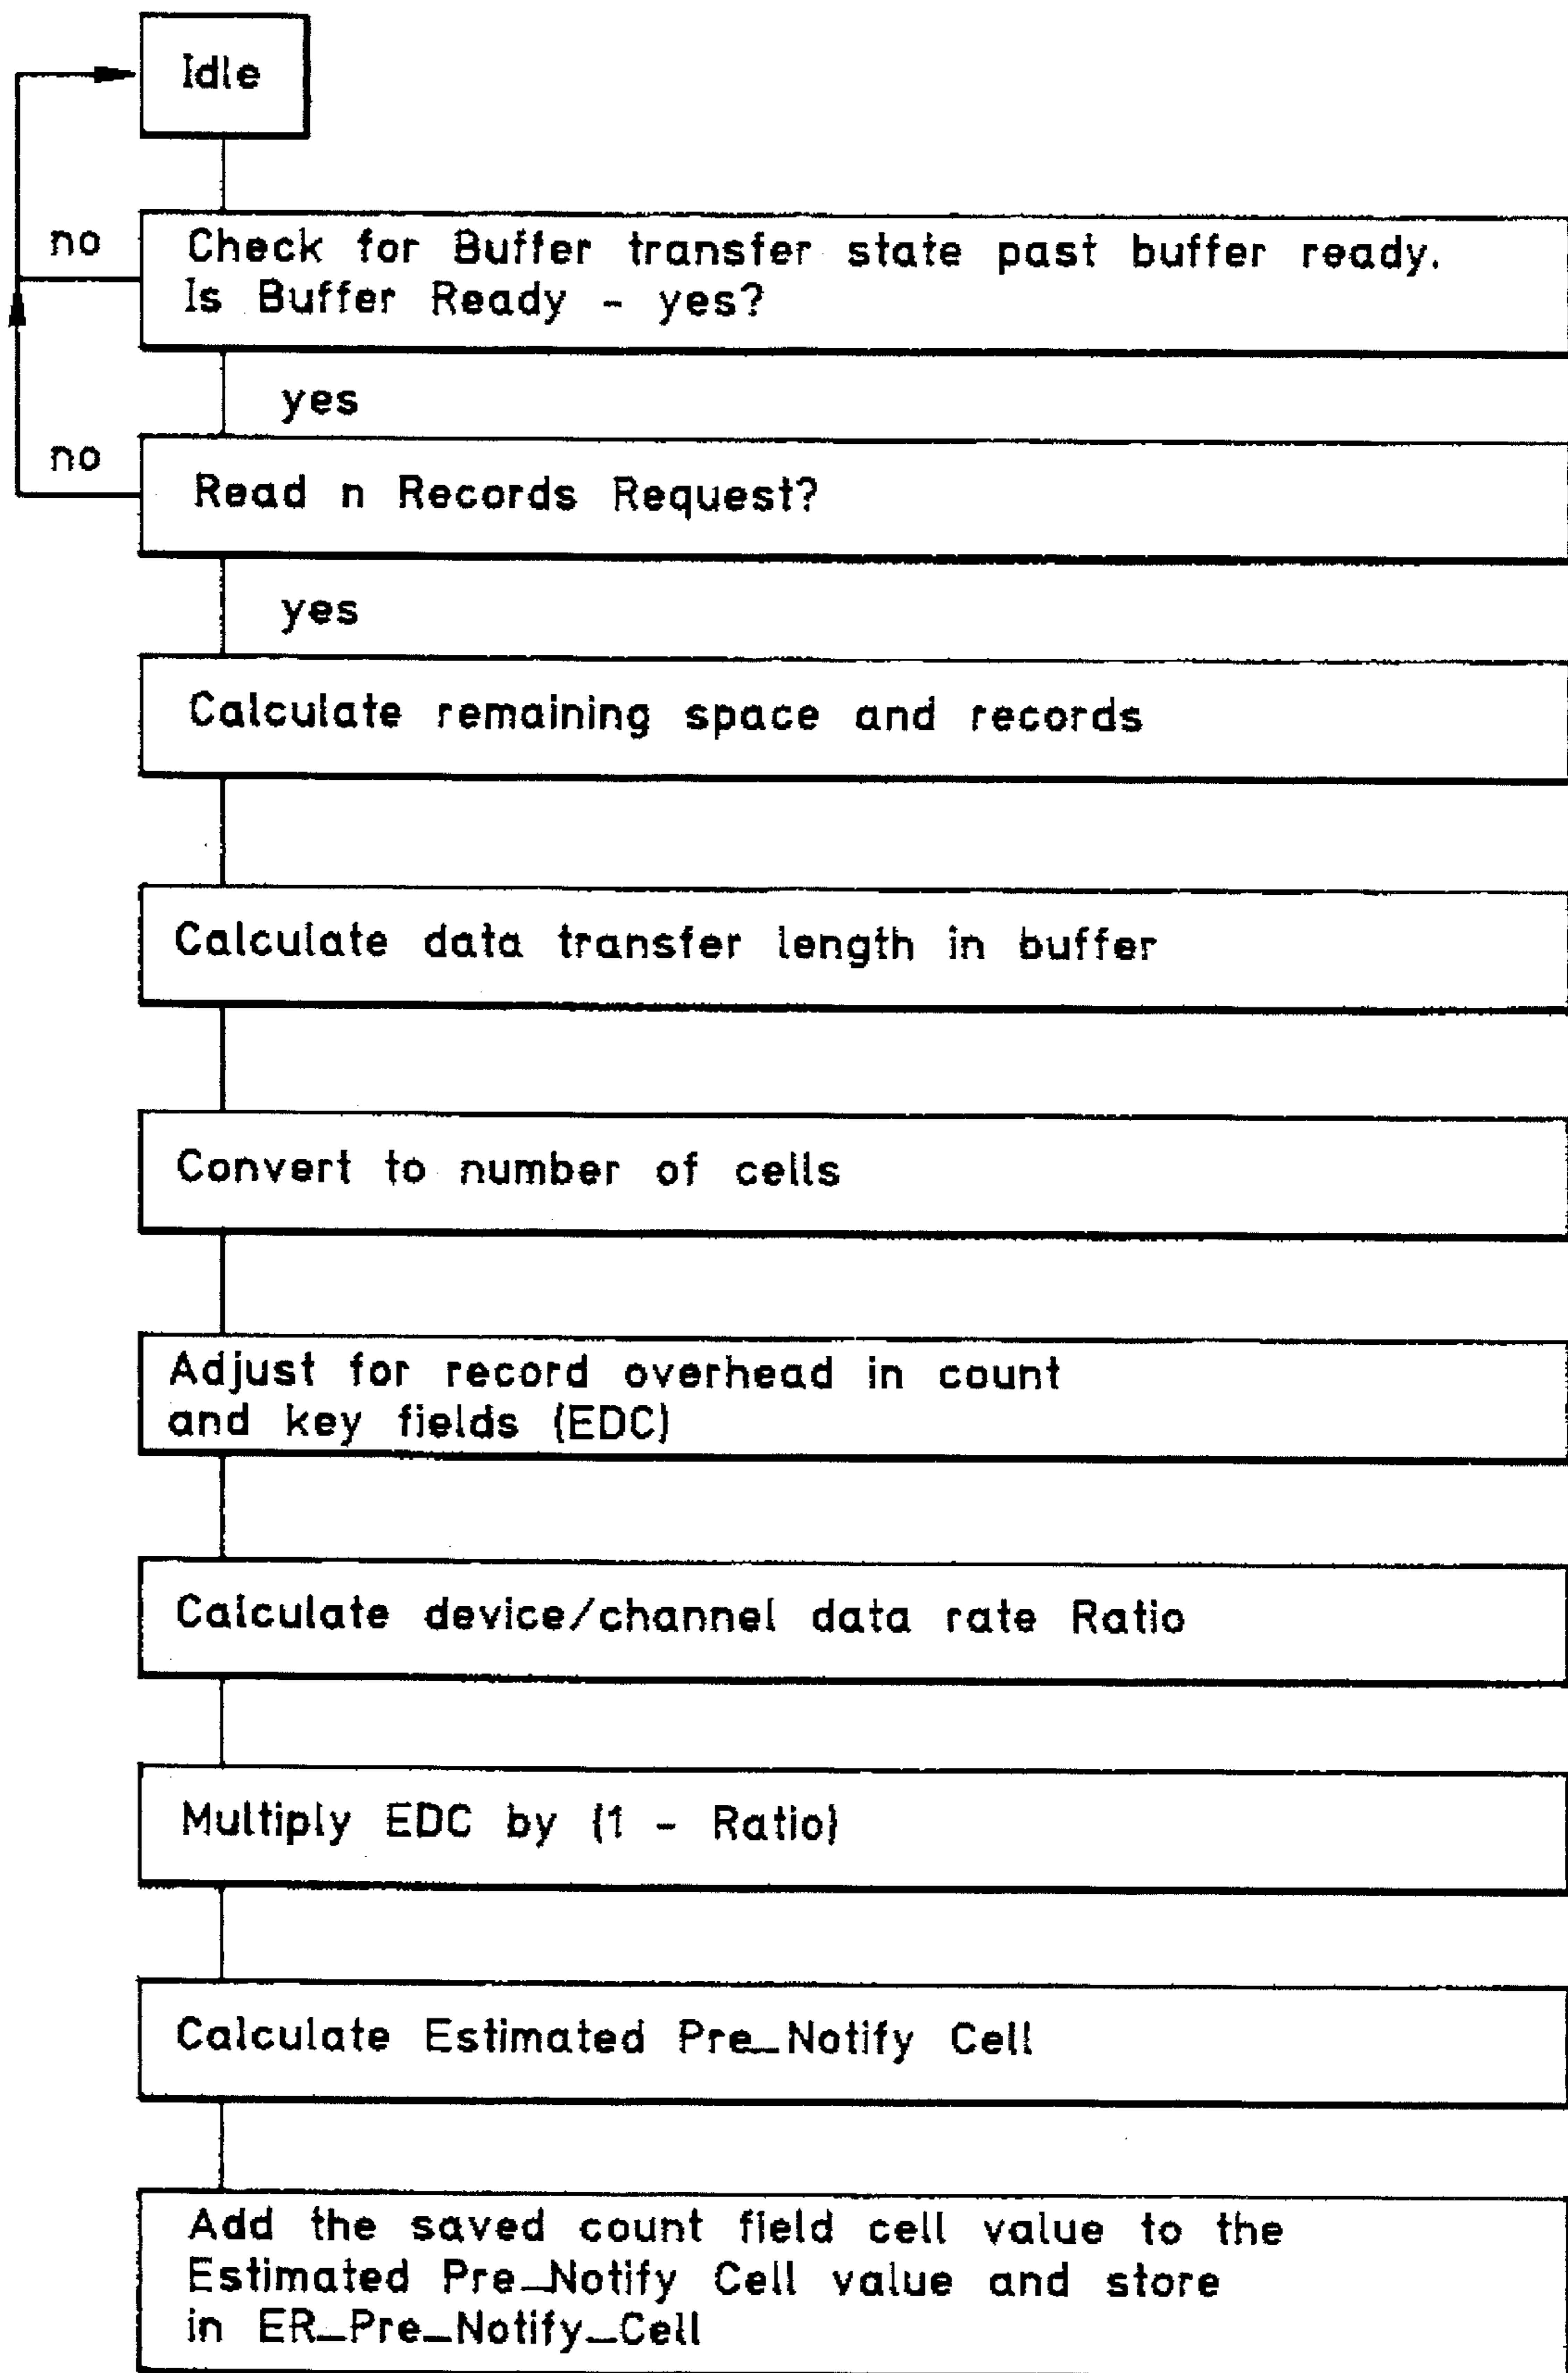 Idle
no
Check for Buffer transfer state past buffer ready.
Is Buffer Ready - yes?
yes
no
Read n Records Request?
yes
Calculate remaining space and records
Calculate data transfer length in buffer
Convert to number of cells
Adjust for record overhead in count
and key fields (EDC)
Calculate device/channel data rate Ratio
Multiply EDC by (1 - Ratio)
Calculate Estimated Pre_Notify Cell
Add the saved count field cell value to the
Estimated Pre_Notify Cell value and store
in ER_Pre_Notify_Cell